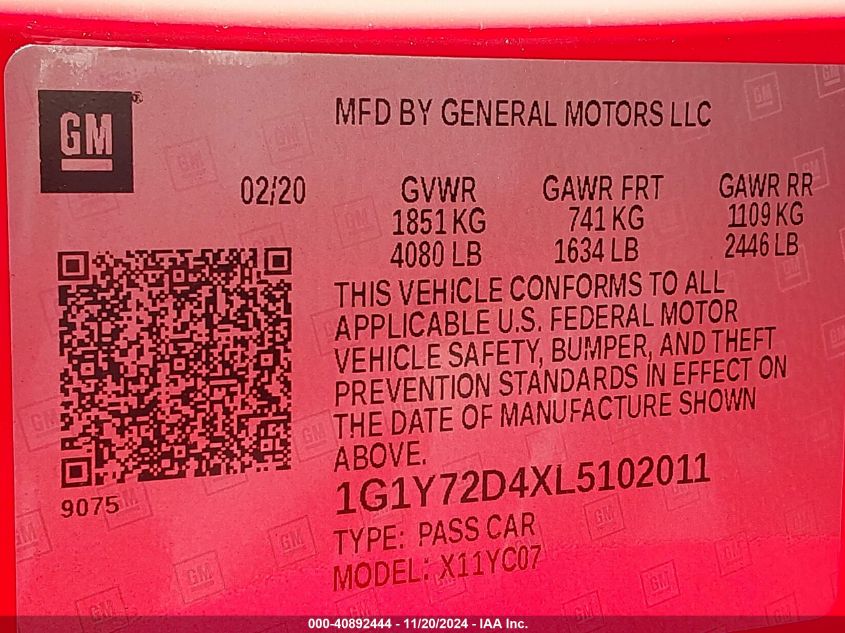 GM
MFD BY GENERAL MOTORS LLC
02/20 GVWR GAWR FRT GAWR RR
1851 KG 741 KG 1109 KG
4080 LB 1634 LB 2446 LB
THIS VEHICLE CONFORMS TO ALL
APPLICABLE U.S. FEDERAL MOTOR
VEHICLE SAFETY, BUMPER, AND THEFT
PREVENTION STANDARDS IN EFFECT ON
THE DATE OF MANUFACTURE SHOWN
ABOVE.
9075
1G1Y72D4XL5102011
TYPE: PASS CAR
MODEL: X11YC07
000-40892444 - 11/20/2024 - IAA Inc.